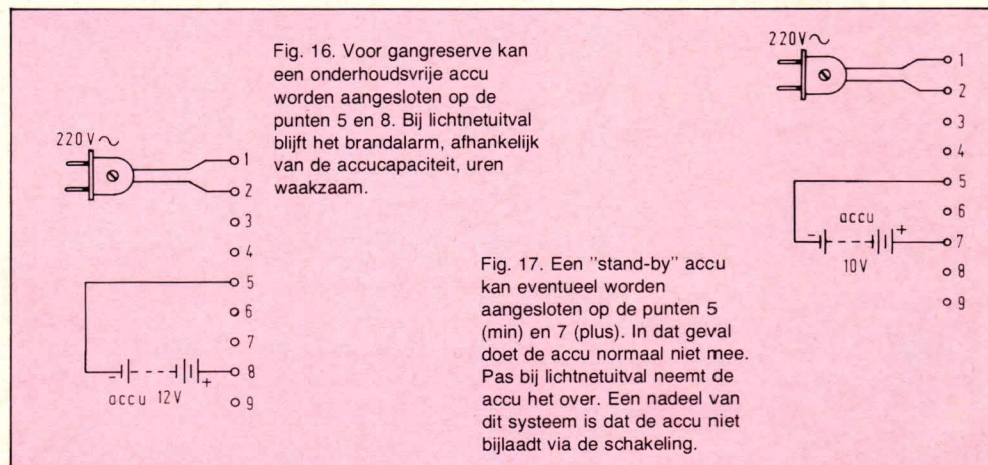 220V∼
1
2
3
4
5
6
7
8
9
- +
accu 12V
Fig. 16. Voor gangreserve kan
een onderhoudsvrije accu
worden aangesloten op de
punten 5 en 8. Bij lichtnetuitval
blijft het brandalarm, afhankelijk
van de accucapaciteit, uren
waakzaam.
Fig. 17. Een "stand-by" accu
kan eventueel worden
aangesloten op de punten 5
(min) en 7 (plus). In dat geval
doet de accu normaal niet mee.
Pas bij lichtnetuitval neemt de
accu het over. Een nadeel van
dit systeem is dat de accu niet
bijlaadt via de schakeling.
220V∼
1
2
3
4
5
6
accu
- +
7
10V
8
9